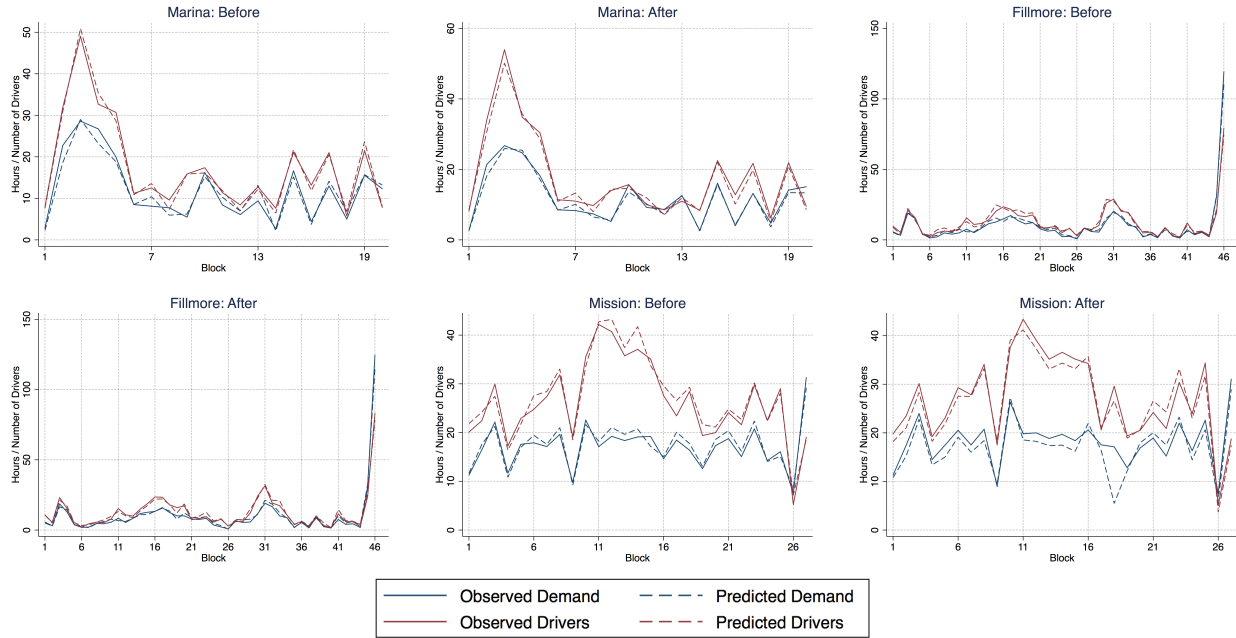 Marina: Before
Hours / Number of Drivers
50
40
30
20
10
0
1 7 13 19
Block
Marina: After
Hours / Number of Drivers
60
40
20
0
1 7 13 19
Block
Fillmore: Before
Hours / Number of Drivers
150
100
50
0
1 6 11 16 21 26 31 36 41 46
Block
Fillmore: After
Hours / Number of Drivers
150
100
50
0
1 6 11 16 21 26 31 36 41 46
Block
Mission: Before
Hours / Number of Drivers
40
30
20
10
0
1 6 11 16 21 26
Block
Mission: After
Hours / Number of Drivers
40
30
20
10
0
1 6 11 16 21 26
Block
Observed Demand Predicted Demand
Observed Drivers Predicted Drivers